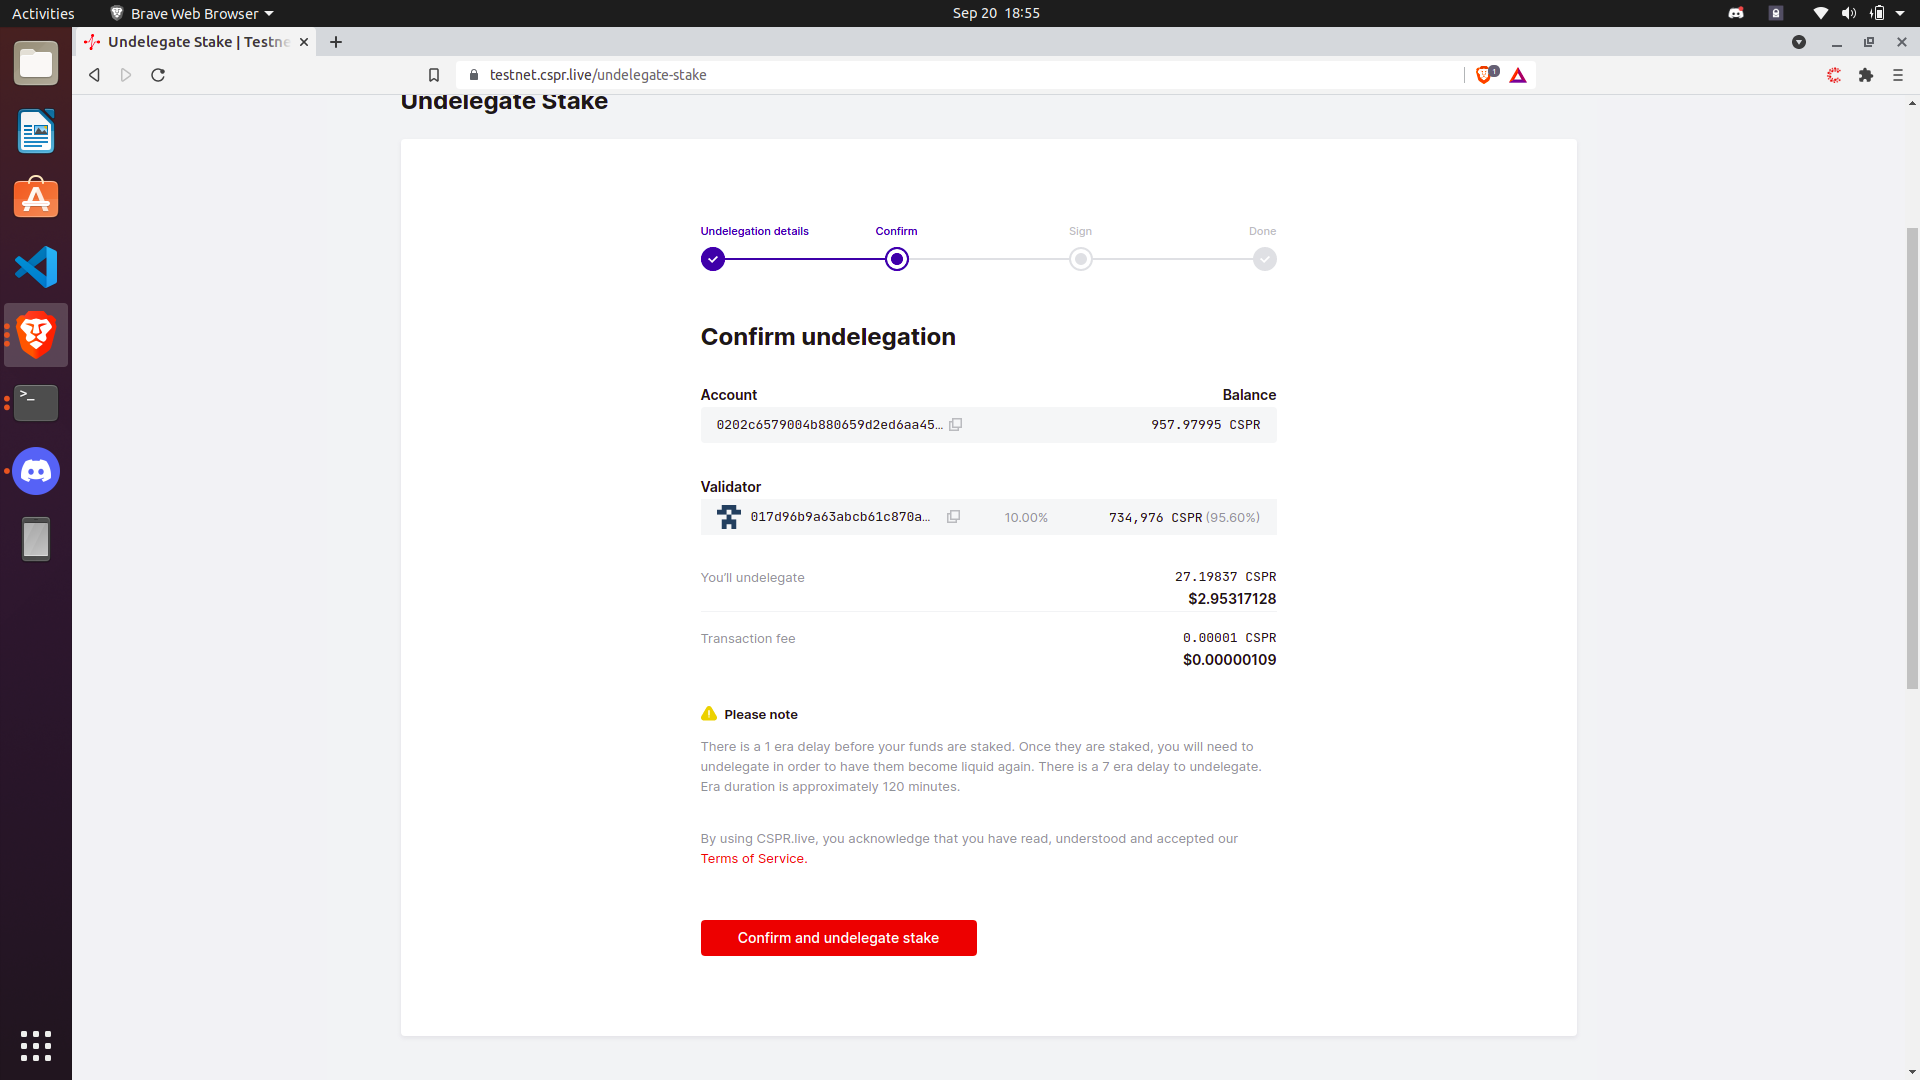 Activities
Brave Web Browser
Sep 20 18:55
Undelegate Stake | Testne
testnet.cspr.live/undelegate-stake
1
Undelegate Stake
Undelegation details
Confirm
Sign
Done
Confirm undelegation
Account
Balance
0202c6579004b880659d2ed6aa45…
957.97995 CSPR
Validator
017d96b9a63abcb61c870a…
10.00%
734,976 CSPR (95.60%)
You'll undelegate
27.19837 CSPR
$2.95317128
Transaction fee
0.00001 CSPR
$0.00000109
Please note
There is a 1 era delay before your funds are staked. Once they are staked, you will need to
undelegate in order to have them become liquid again. There is a 7 era delay to undelegate.
Era duration is approximately 120 minutes.
By using CSPR.live, you acknowledge that you have read, understood and accepted our
Terms of Service.
Confirm and undelegate stake